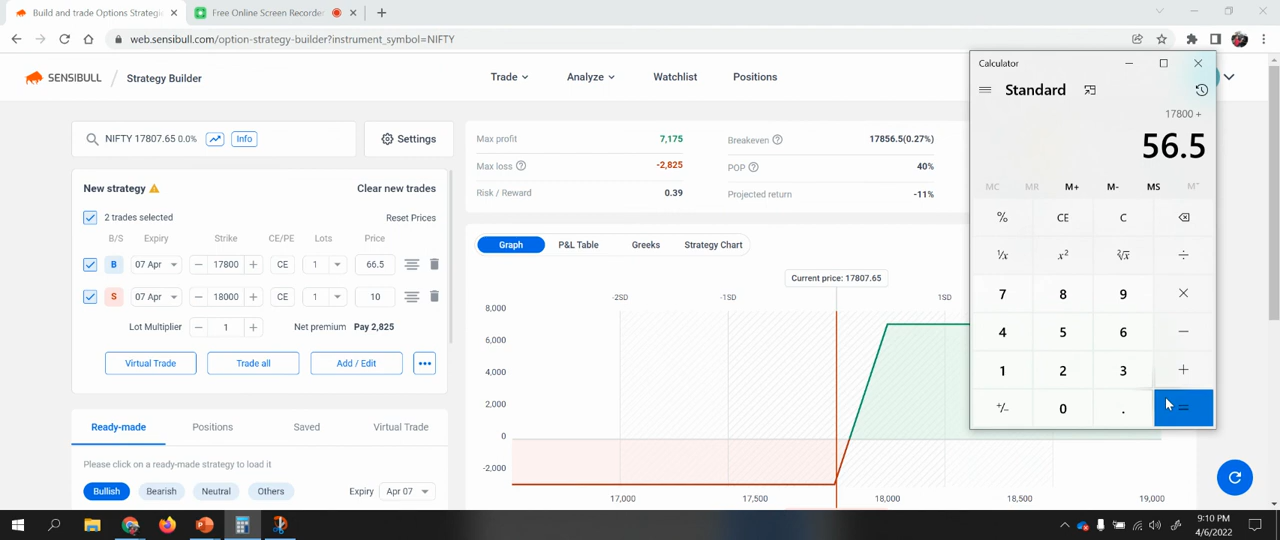 Build and trade Options Strategi
Free Online Screen Recorder
web.sensibull.com/option-strategy-builder?instrument_symbol=NIFTY
SENSIBULL / Strategy Builder
Trade
Analyze
Watchlist
Positions
NIFTY 17807.65 0.0%
Info
Settings
New strategy
Clear new trades
2 trades selected
Reset Prices
B/S Expiry Strike CE/PE Lots Price
B 07 Apr 17800 CE 1 66.5
S 07 Apr 18000 CE 1 10
Lot Multiplier − 1 + Net premium Pay 2,825
Virtual Trade
Trade all
Add / Edit
Ready-made
Positions
Saved
Virtual Trade
Please click on a ready-made strategy to load it
Bullish
Bearish
Neutral
Others
Expiry Apr 07
Max profit 7,175
Max loss -2,825
Risk / Reward 0.39
Breakeven 17856.5(0.27%)
POP 40%
Projected return -11%
Graph
P&L Table
Greeks
Strategy Chart
Current price: 17807.65
-2SD
-1SD
1SD
8,000
6,000
4,000
2,000
0
-2,000
17,000
17,500
18,000
18,500
19,000
Calculator
Standard
17800 +
56.5
MC MR M+ M- MS M˅
% CE C
¹/x x² ²√x ÷
7 8 9 ×
4 5 6 −
1 2 3 +
+/− 0 . =
9:10 PM
4/6/2022